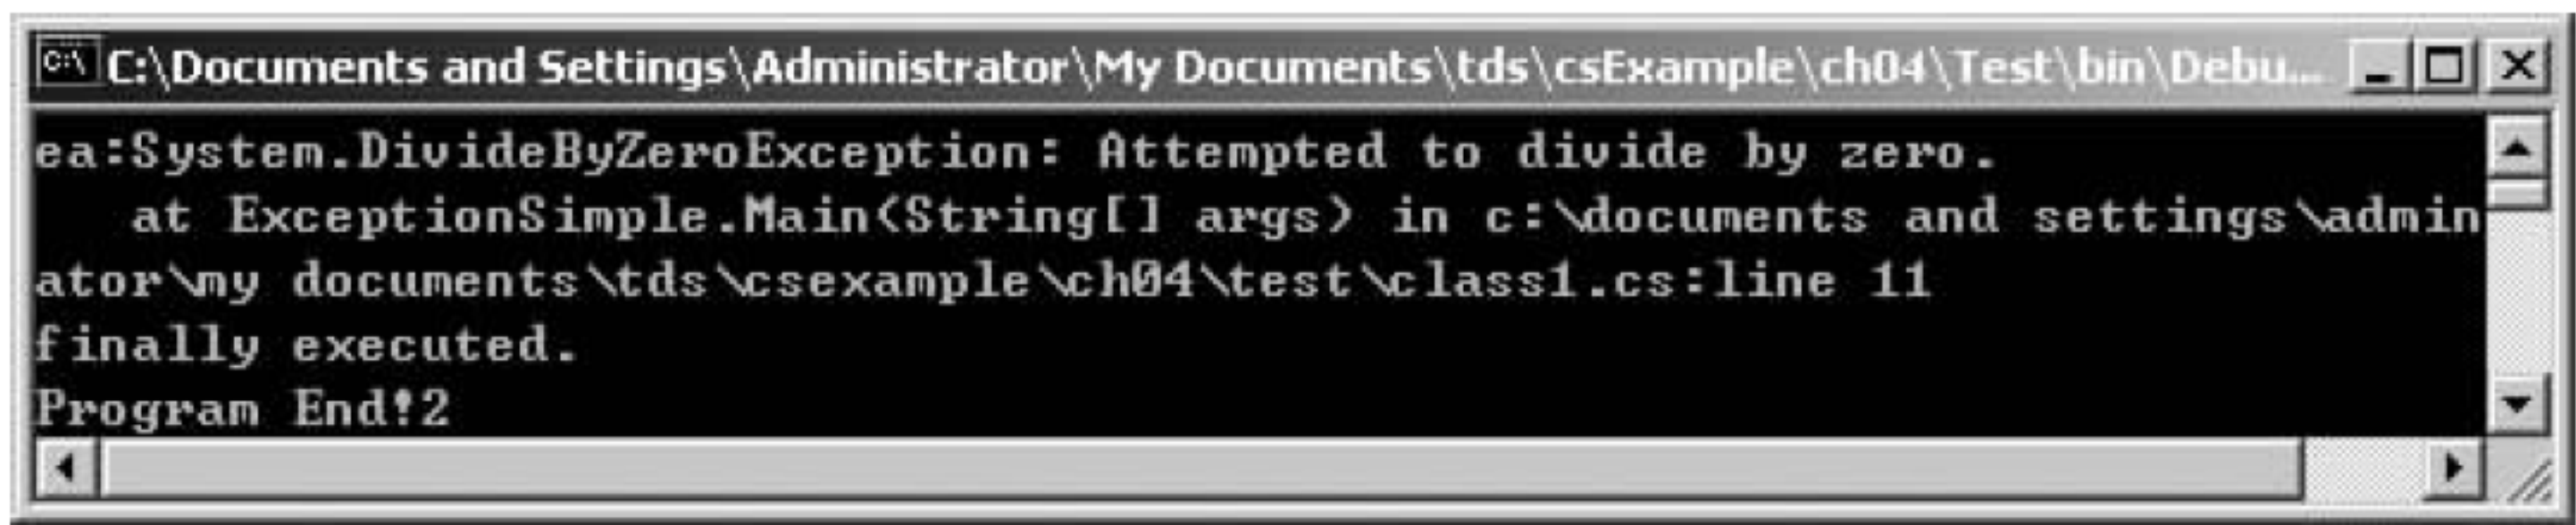 C:\Documents and Settings\Administrator\My Documents\tds\csExample\ch04\Test\bin\Debu...
ea:System.DivideByZeroException: Attempted to divide by zero.
   at ExceptionSimple.Main(String[] args) in c:\documents and settings\admin
ator\my documents\tds\csexample\ch04\test\class1.cs:line 11
finally executed.
Program End!2